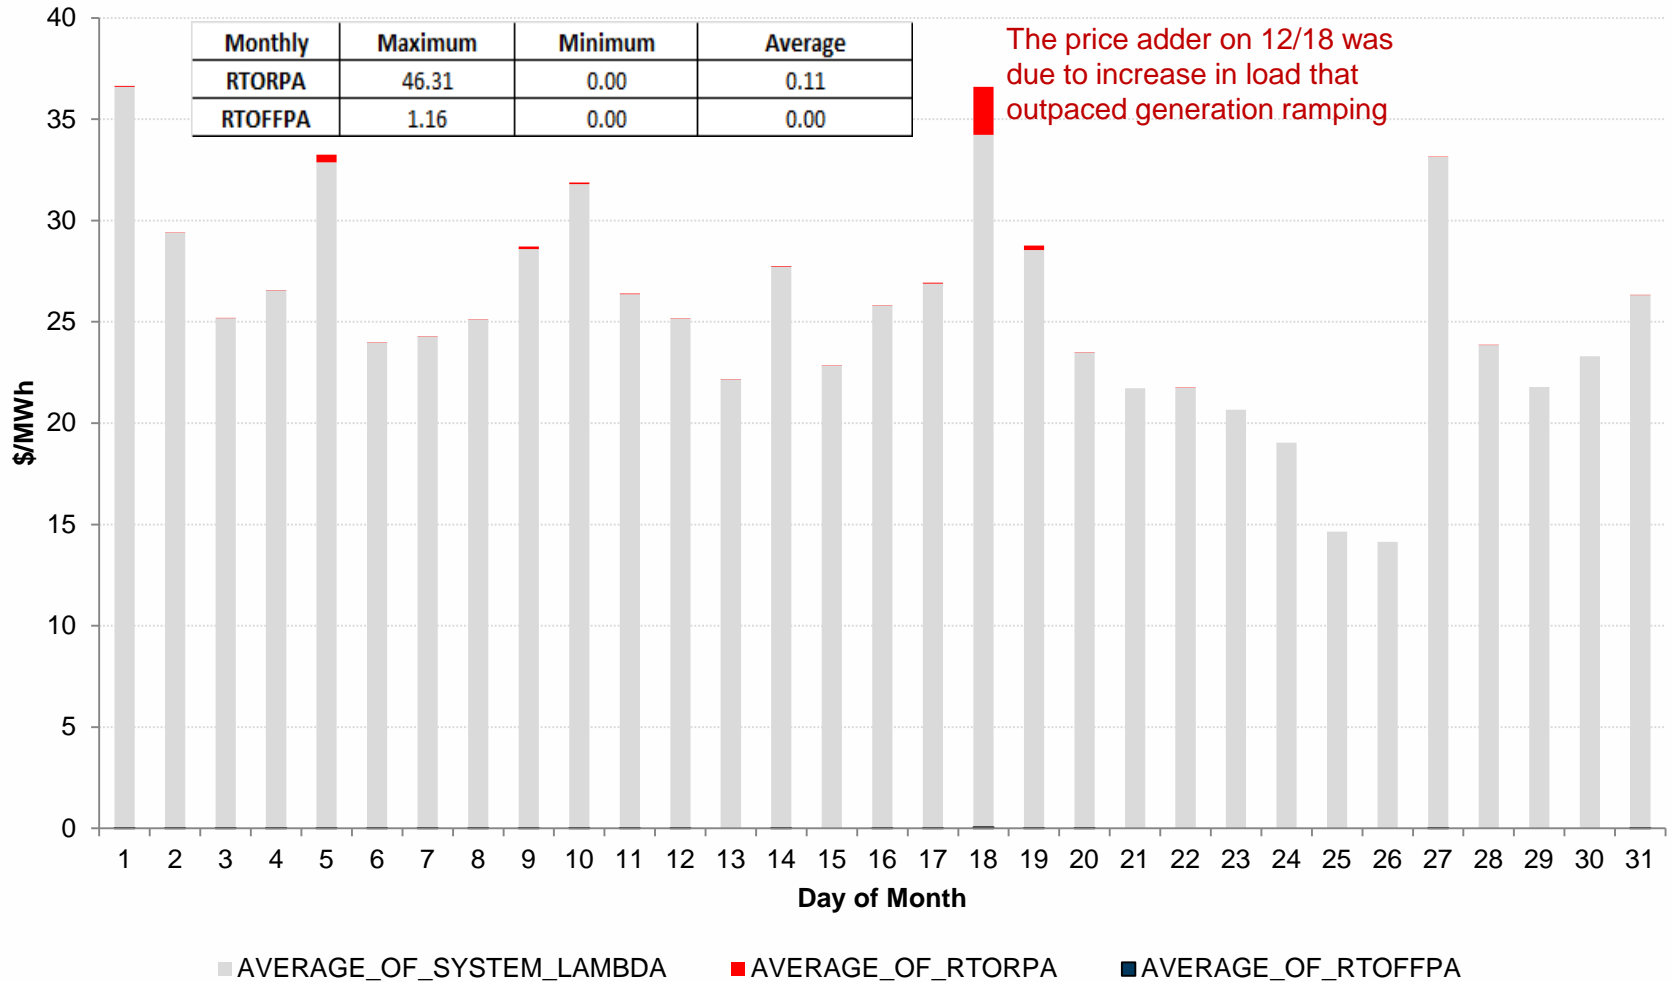 40
35
30
25
20
15
10
5
0
$/MWh
Monthly Maximum Minimum Average
RTORPA 46.31 0.00 0.11
RTOFFPA 1.16 0.00 0.00
The price adder on 12/18 was
due to increase in load that
outpaced generation ramping
1 2 3 4 5 6 7 8 9 10 11 12 13 14 15 16 17 18 19 20 21 22 23 24 25 26 27 28 29 30 31
Day of Month
AVERAGE_OF_SYSTEM_LAMBDA AVERAGE_OF_RTORPA AVERAGE_OF_RTOFFPA